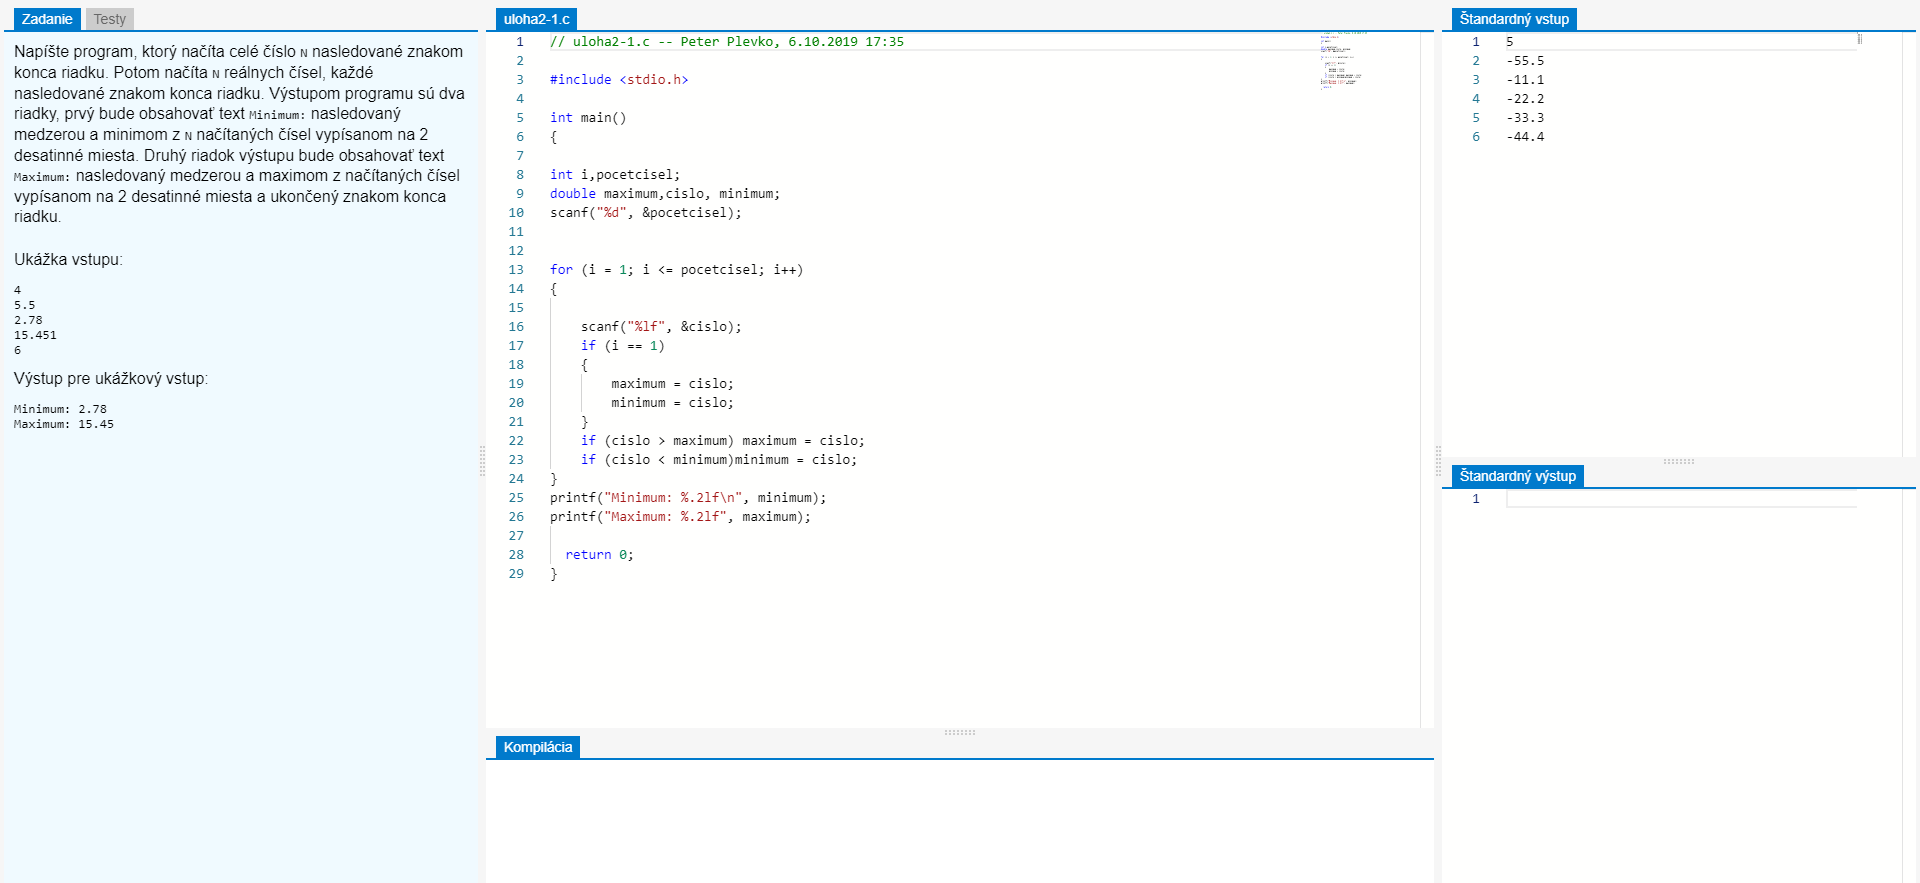 Zadanie Testy
Napíšte program, ktorý načíta celé číslo N nasledované znakom
konca riadku. Potom načíta N reálnych čísel, každé
nasledované znakom konca riadku. Výstupom programu sú dva
riadky, prvý bude obsahovať text Minimum: nasledovaný
medzerou a minimom z N načítaných čísel vypísanom na 2
desatinné miesta. Druhý riadok výstupu bude obsahovať text
Maximum: nasledovaný medzerou a maximom z načítaných čísel
vypísanom na 2 desatinné miesta a ukončený znakom konca
riadku.
Ukážka vstupu:
4
5.5
2.78
15.451
6
Výstup pre ukážkový vstup:
Minimum: 2.78
Maximum: 15.45
uloha2-1.c
1 // uloha2-1.c -- Peter Plevko, 6.10.2019 17:35
2
3 #include <stdio.h>
4
5 int main()
6 {
7
8 int i,pocetcisel;
9 double maximum,cislo, minimum;
10 scanf("%d", &pocetcisel);
11
12
13 for (i = 1; i <= pocetcisel; i++)
14 {
15
16     scanf("%lf", &cislo);
17     if (i == 1)
18     {
19         maximum = cislo;
20         minimum = cislo;
21     }
22     if (cislo > maximum) maximum = cislo;
23     if (cislo < minimum)minimum = cislo;
24 }
25 printf("Minimum: %.2lf\n", minimum);
26 printf("Maximum: %.2lf", maximum);
27
28   return 0;
29 }
Kompilácia
Štandardný vstup
1 5
2 -55.5
3 -11.1
4 -22.2
5 -33.3
6 -44.4
Štandardný výstup
1